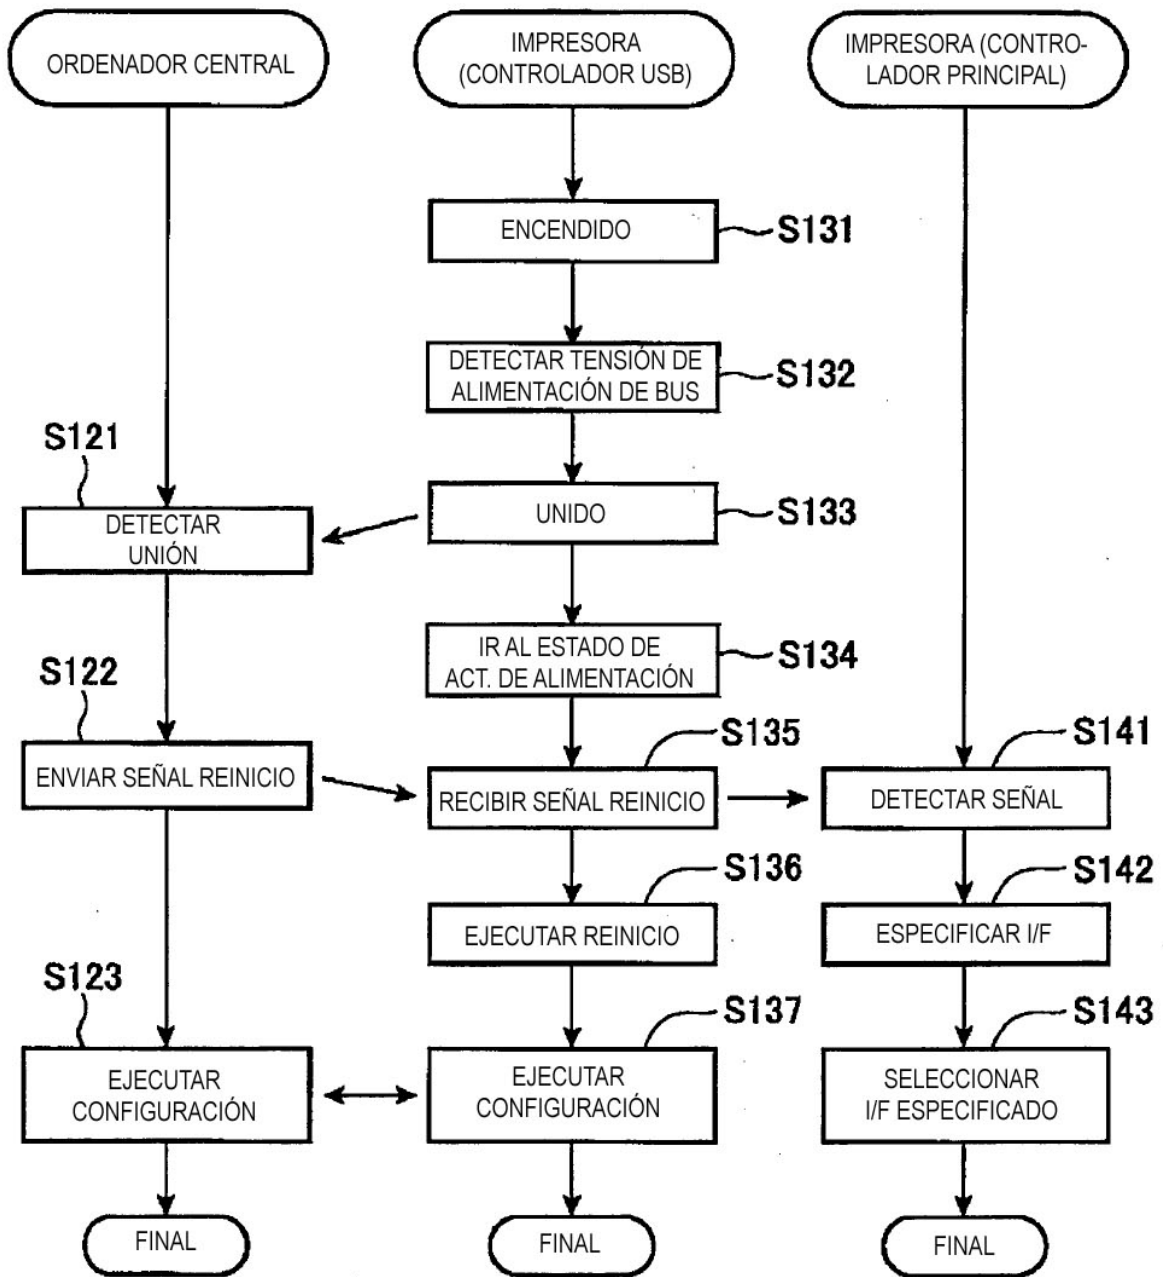 ORDENADOR CENTRAL
IMPRESORA
(CONTROLADOR USB)
IMPRESORA (CONTRO-
LADOR PRINCIPAL)
ENCENDIDO
S131
DETECTAR TENSIÓN DE
ALIMENTACIÓN DE BUS
S132
S121
DETECTAR
UNIÓN
UNIDO
S133
IR AL ESTADO DE
ACT. DE ALIMENTACIÓN
S134
S122
ENVIAR SEÑAL REINICIO
S135
RECIBIR SEÑAL REINICIO
S141
DETECTAR SEÑAL
S136
EJECUTAR REINICIO
S142
ESPECIFICAR I/F
S123
EJECUTAR
CONFIGURACIÓN
S137
EJECUTAR
CONFIGURACIÓN
S143
SELECCIONAR
I/F ESPECIFICADO
FINAL
FINAL
FINAL